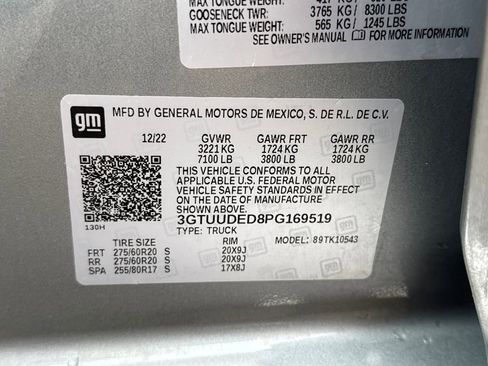 MAX TONGUE WEIGHT:
GOOSENECK TWR: 3765 KG / 8300 LBS
MAX TONGUE WEIGHT: 565 KG / 1245 LBS
SEE OWNER'S MANUAL FOR MORE INFORMATION
gm
MFD BY GENERAL MOTORS DE MEXICO, S. DE R.L. DE C.V.
12/22 GVWR GAWR FRT GAWR RR
3221 KG 1724 KG 1724 KG
7100 LB 3800 LB 3800 LB
THIS VEHICLE CONFORMS TO ALL
APPLICABLE U.S. FEDERAL MOTOR
VEHICLE SAFETY STANDARDS IN EFFECT
ON THE DATE OF MANUFACTURE
SHOWN ABOVE.
3GTUUDED8PG169519
130H TYPE: TRUCK
TIRE SIZE RIM MODEL: 89TK10543
FRT 275/60R20 S 20X9J
RR 275/60R20 S 20X9J
SPA 255/80R17 S 17X8J